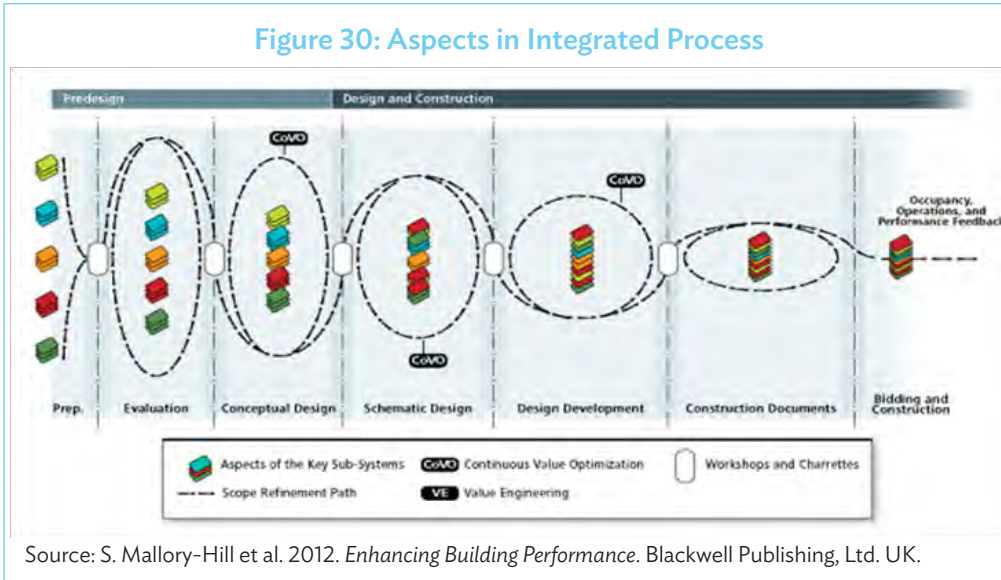 Figure 30: Aspects in Integrated Process
Predesign
Design and Construction
CoVO
CoVO
Occupancy,
Operations, and
Performance Feedback
CoVO
Prep.
Evaluation
Conceptual Design
Schematic Design
Design Development
Construction Documents
Bidding and
Construction
Aspects of the Key Sub-Systems
CoVO Continuous Value Optimization
Workshops and Charrettes
Scope Refinement Path
VE Value Engineering
Source: S. Mallory-Hill et al. 2012. Enhancing Building Performance. Blackwell Publishing, Ltd. UK.